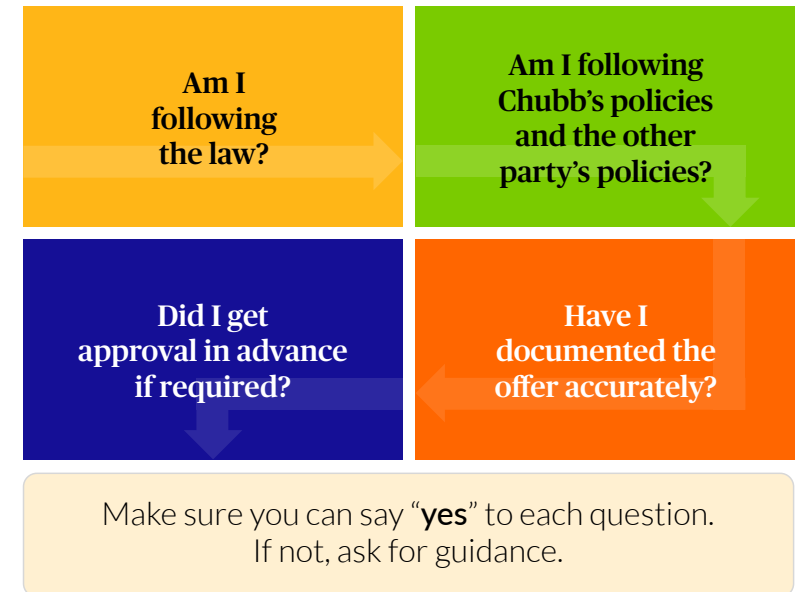 Am I
following
the law?
Am I following
Chubb’s policies
and the other
party’s policies?
Have I
documented the
offer accurately?
Did I get
approval in advance
if required?
Make sure you can say “yes” to each question.
If not, ask for guidance.